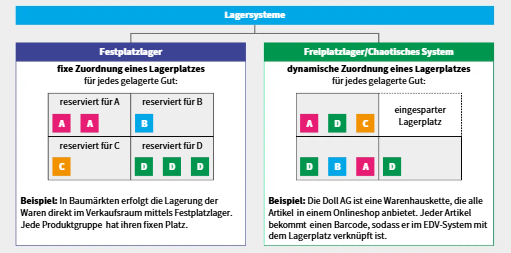 Lagersysteme
Festplatzlager
fixe Zuordnung eines Lagerplatzes
für jedes gelagerte Gut:
reserviert für A
reserviert für B
A A
B
reserviert für C
reserviert für D
C
D D D
Beispiel: In Baumärkten erfolgt die Lagerung der
Waren direkt im Verkaufsraum mittels Festplatzlager.
Jede Produktgruppe hat ihren fixen Platz.
Freiplatzlager/Chaotisches System
dynamische Zuordnung eines Lagerplatzes
für jedes gelagerte Gut:
A D C
eingesparter
Lagerplatz
D B A D
Beispiel: Die Doll AG ist eine Warenhauskette, die alle
Artikel in einem Onlineshop anbietet. Jeder Artikel
bekommt einen Barcode, sodass er im EDV-System mit
dem Lagerplatz verknüpft ist.